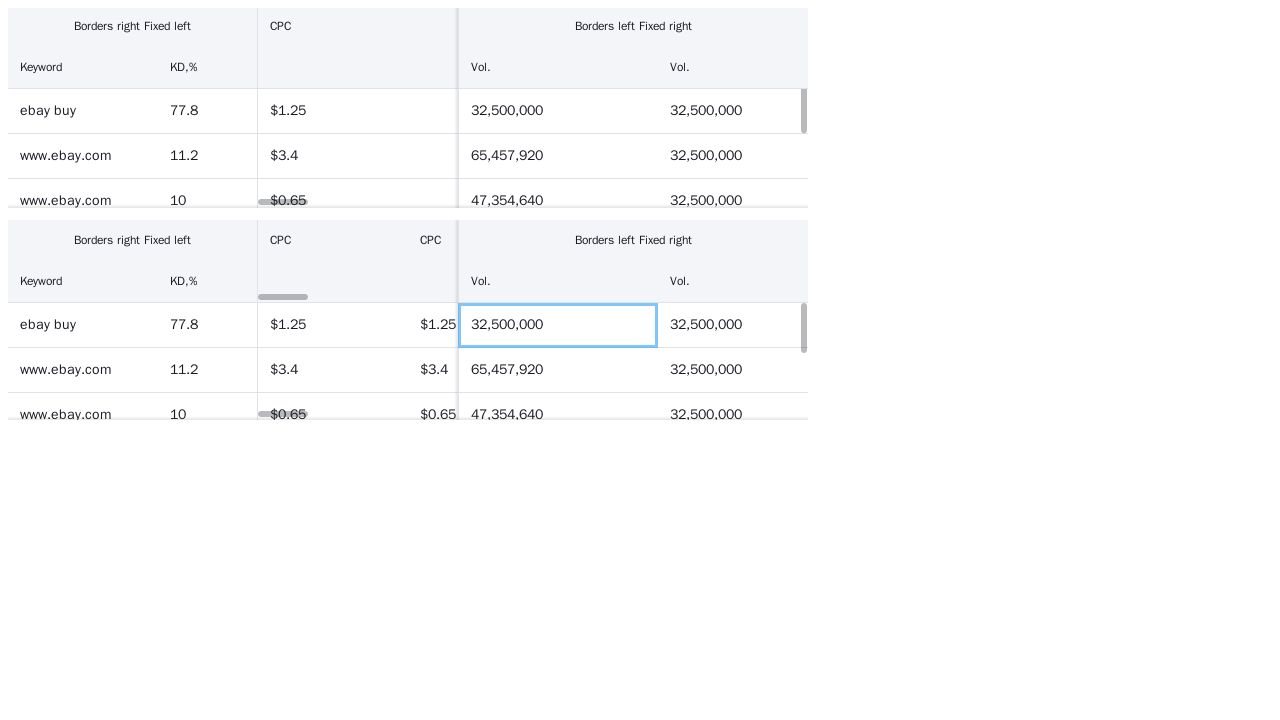 Borders right Fixed left CPC Borders left Fixed right
Keyword KD,% Vol. Vol.
ebay buy 77.8 $1.25 32,500,000 32,500,000
www.ebay.com 11.2 $3.4 65,457,920 32,500,000
www.ebay.com 10 $0.65 47,354,640 32,500,000
Borders right Fixed left CPC CPC Borders left Fixed right
Keyword KD,% Vol. Vol.
ebay buy 77.8 $1.25 $1.25 32,500,000 32,500,000
www.ebay.com 11.2 $3.4 $3.4 65,457,920 32,500,000
www.ebay.com 10 $0.65 $0.65 47,354,640 32,500,000